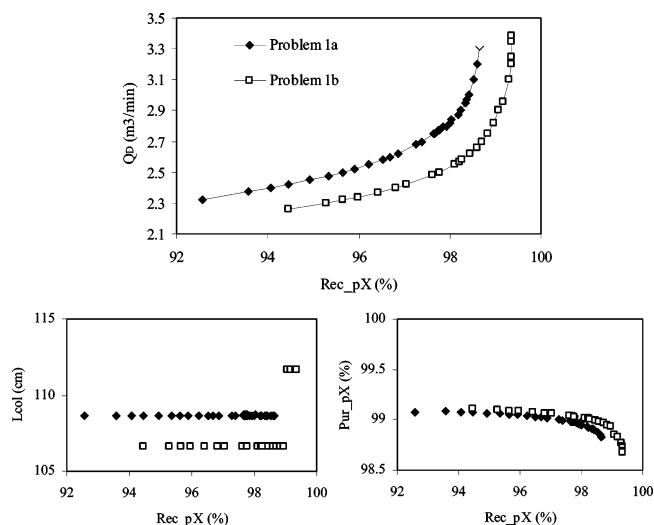 3.5
3.3
3.1
2.9
2.7
2.5
2.3
2.1
QD (m3/min)
Problem 1a
Problem 1b
92 94 96 98 100
Rec_pX (%)
115
110
105
Lcol (cm)
92 94 96 98 100
Rec_pX (%)
100
99.5
99
98.5
Pur_pX (%)
92 94 96 98 100
Rec_pX (%)